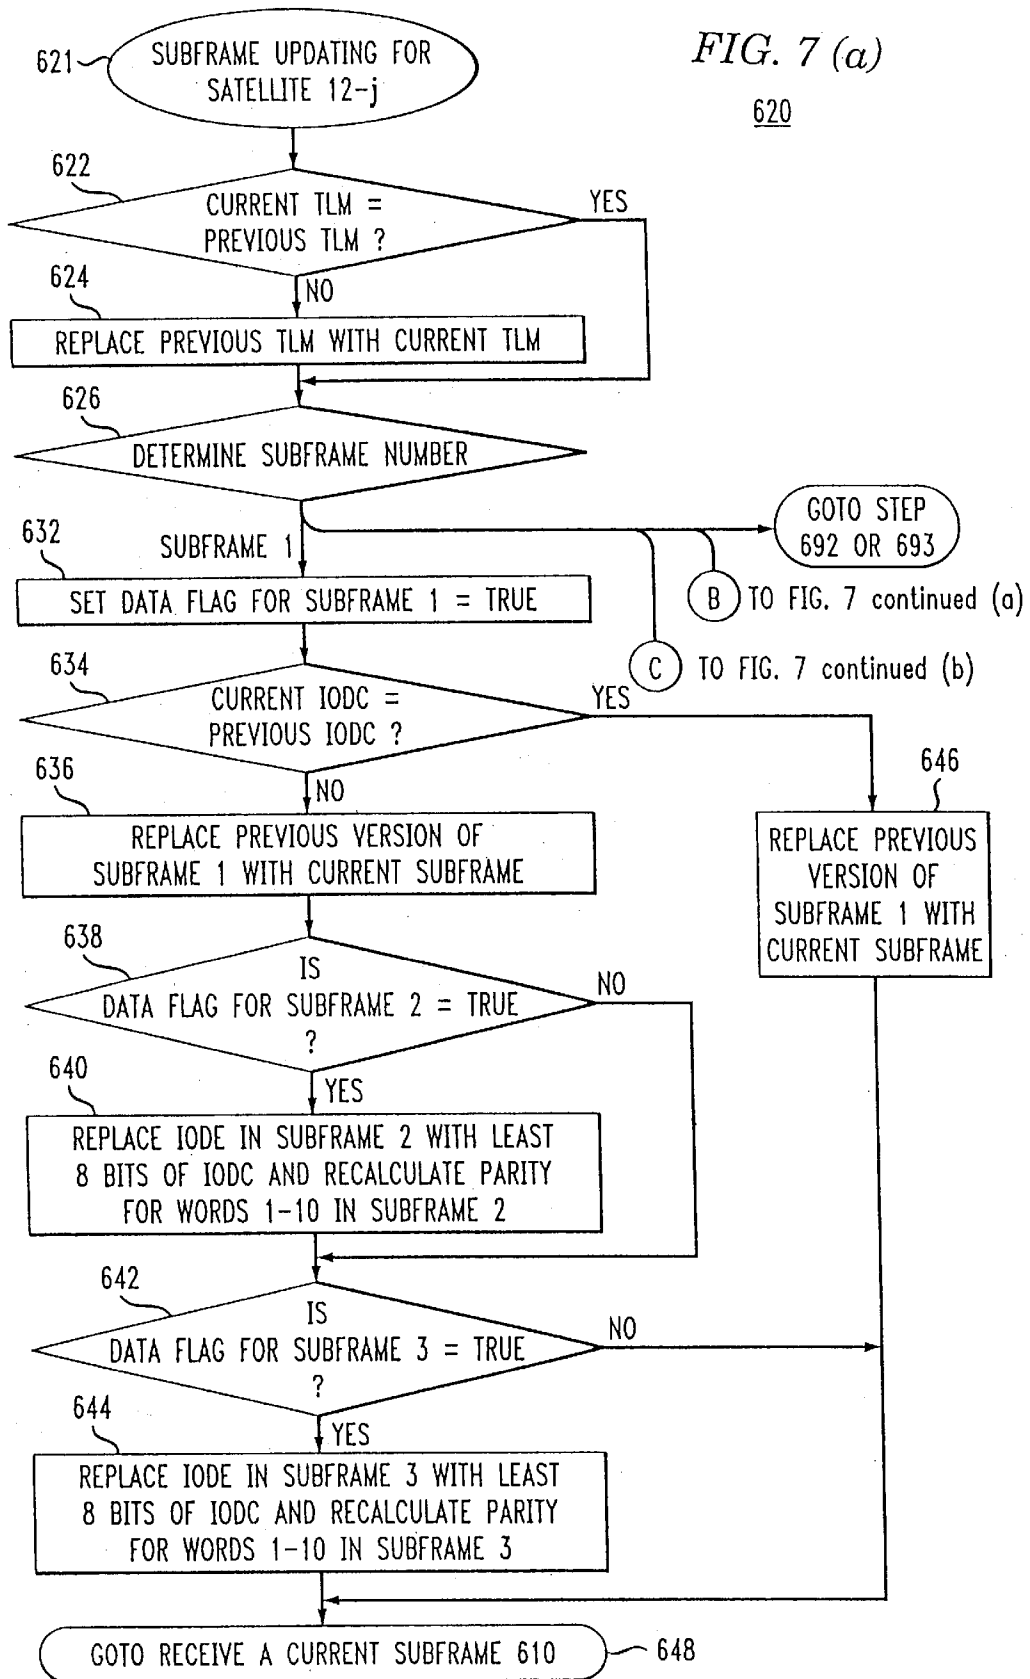 FIG. 7 (a)
620
621
SUBFRAME UPDATING FOR
SATELLITE 12-j
622
CURRENT TLM =
PREVIOUS TLM ?
YES
NO
624
REPLACE PREVIOUS TLM WITH CURRENT TLM
626
DETERMINE SUBFRAME NUMBER
GOTO STEP
692 OR 693
SUBFRAME 1
B TO FIG. 7 continued (a)
C TO FIG. 7 continued (b)
632
SET DATA FLAG FOR SUBFRAME 1 = TRUE
634
CURRENT IODC =
PREVIOUS IODC ?
YES
NO
636
REPLACE PREVIOUS VERSION OF
SUBFRAME 1 WITH CURRENT SUBFRAME
646
REPLACE PREVIOUS
VERSION OF
SUBFRAME 1 WITH
CURRENT SUBFRAME
638
IS
DATA FLAG FOR SUBFRAME 2 = TRUE
?
NO
YES
640
REPLACE IODE IN SUBFRAME 2 WITH LEAST
8 BITS OF IODC AND RECALCULATE PARITY
FOR WORDS 1-10 IN SUBFRAME 2
642
IS
DATA FLAG FOR SUBFRAME 3 = TRUE
?
NO
YES
644
REPLACE IODE IN SUBFRAME 3 WITH LEAST
8 BITS OF IODC AND RECALCULATE PARITY
FOR WORDS 1-10 IN SUBFRAME 3
GOTO RECEIVE A CURRENT SUBFRAME 610
648